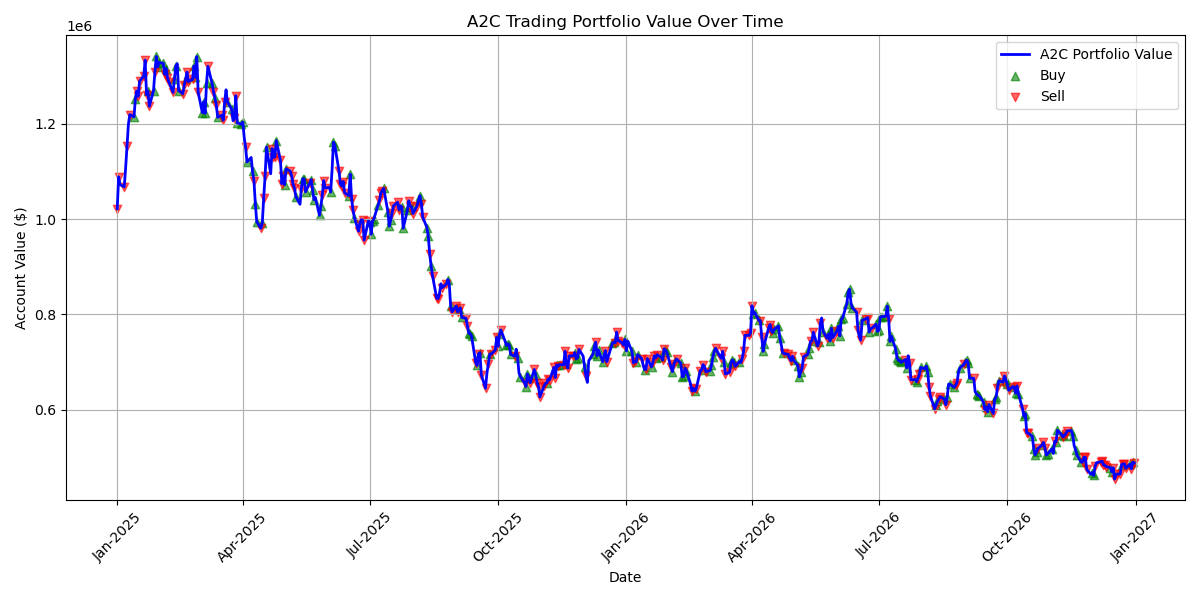 A2C Trading Portfolio Value Over Time
1e6
A2C Portfolio Value
Buy
Sell
Account Value ($)
1.2
1.0
0.8
0.6
Jan-2025
Apr-2025
Jul-2025
Oct-2025
Jan-2026
Apr-2026
Jul-2026
Oct-2026
Jan-2027
Date